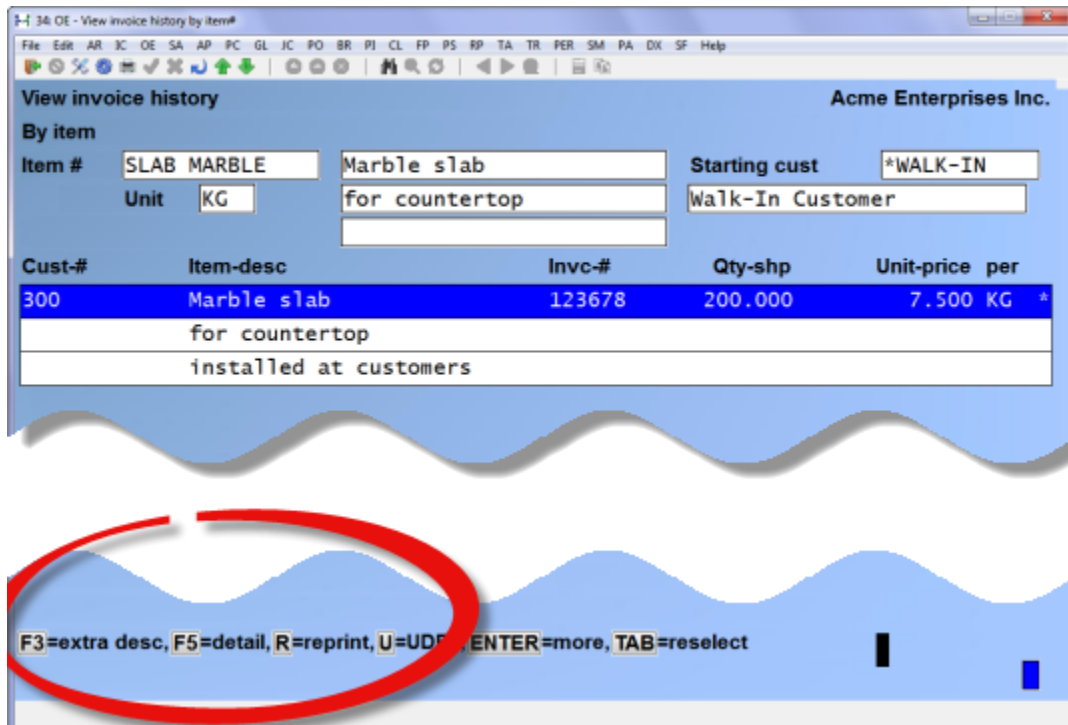 34: OE - View invoice history by item#
File Edit AR IC OE SA AP PC GL JC PO BR PI CL FP PS RP TA TR PER SM PA DX SF Help
View invoice history Acme Enterprises Inc.
By item
Item # SLAB MARBLE Marble slab Starting cust *WALK-IN
Unit KG for countertop Walk-In Customer
Cust-# Item-desc Invc-# Qty-shp Unit-price per
300 Marble slab 123678 200.000 7.500 KG *
for countertop
installed at customers
F3=extra desc, F5=detail, R=reprint, U= ENTER=more, TAB=reselect